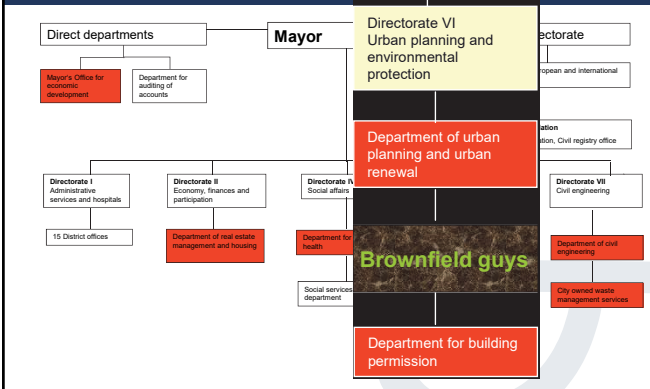 Direct departments
Mayor
ectorate
Mayor's Office for
economic
development
Department for
auditing of
accounts
ropean and international
ation, Civil registry office
Directorate VI
Urban planning and
environmental
protection
Department of urban
planning and urban
renewal
Brownfield guys
Department for building
permission
Directorate I
Administrative
services and hospitals
15 District offices
Directorate II
Economy, finances and
participation
Department of real estate
management and housing
Directorate IV
Social affairs
Department for
health
Social services
department
Directorate VII
Civil engineering
Department of civil
engineering
City owned waste
management services